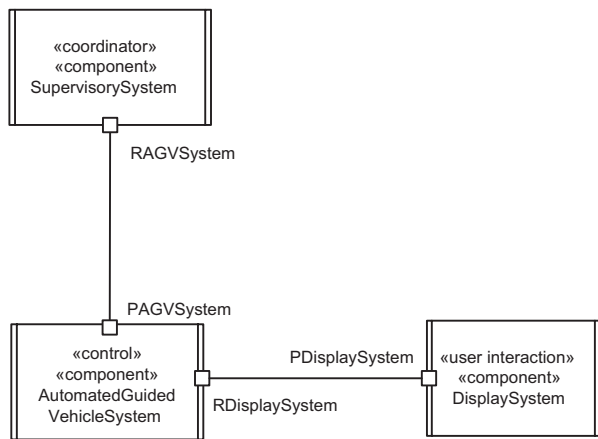 «coordinator»
«component»
SupervisorySystem
RAGVSystem
PAGVSystem
«control»
«component»
AutomatedGuided
VehicleSystem
PDisplaySystem
RDisplaySystem
«user interaction»
«component»
DisplaySystem